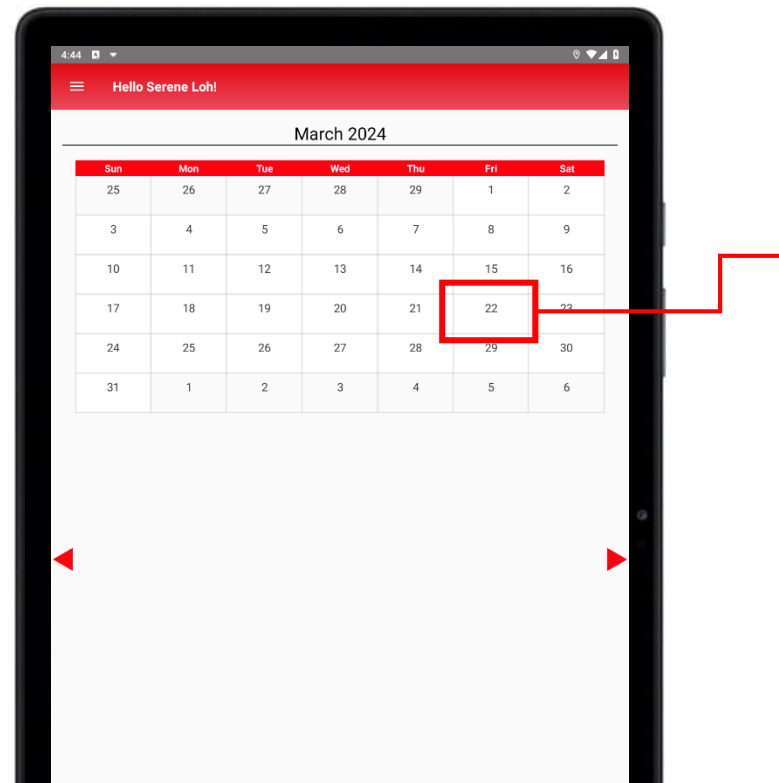 4:44
Hello Serene Loh!
March 2024
Sun Mon Tue Wed Thu Fri Sat
25 26 27 28 29 1 2
3 4 5 6 7 8 9
10 11 12 13 14 15 16
17 18 19 20 21 22 23
24 25 26 27 28 29 30
31 1 2 3 4 5 6